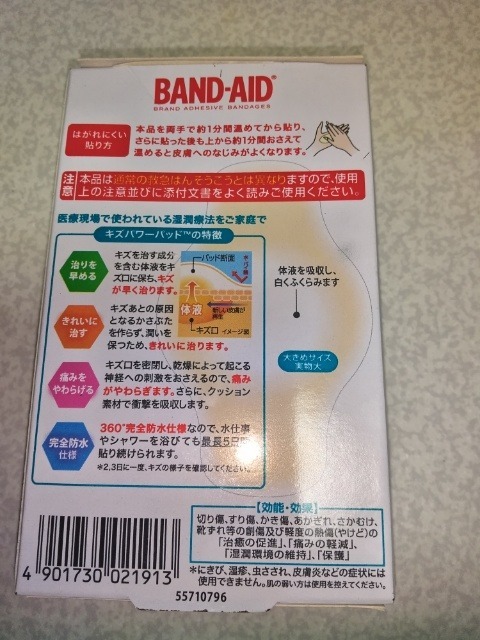 BAND-AID®
BRAND ADHESIVE BANDAGES
はがれにくい
貼り方
本品を両手で約1分間温めてから貼り、
さらに貼った後も上から約1分間おさえて
温めると皮膚へのなじみがよくなります。
注意
本品は通常の救急ばんそうこうとは異なりますので、使用
上の注意並びに添付文書をよく読みご使用ください。
医療現場で使われている湿潤療法をご家庭で
キズパワーパッド™の特徴
治りを
早める
キズを治す成分
を含む体液をキ
ズ口に保ち、キズ
が早く治ります。
パッド断面
体液
新しい皮膚が
再生
キズ口
イメージ図
体液を吸収し、
白くふくらみます
大きめサイズ
実物大
きれいに
治す
キズあとの原因
となるかさぶた
を作らず、潤いを
保つため、きれいに治ります。
痛みを
やわらげる
キズ口を密閉し、乾燥によって起こる
神経への刺激をおさえるので、痛み
がやわらぎます。さらに、クッション
素材で衝撃を吸収します。
完全防水
仕様
360°完全防水仕様なので、水仕事
やシャワーを浴びても最長5日間
貼り続けられます。
*2,3日に一度、キズの様子を確認してください。
【効能・効果】
切り傷、すり傷、かき傷、あかぎれ、さかむけ、
靴ずれ等の創傷及び軽度の熱傷(やけど)の
「治癒の促進」、「痛みの軽減」、
「湿潤環境の維持」、「保護」
*にきび、湿疹、虫さされ、皮膚炎などの症状には
使用できません。肌の弱い方は使用を控えてください。
4 901730 021913
55710796